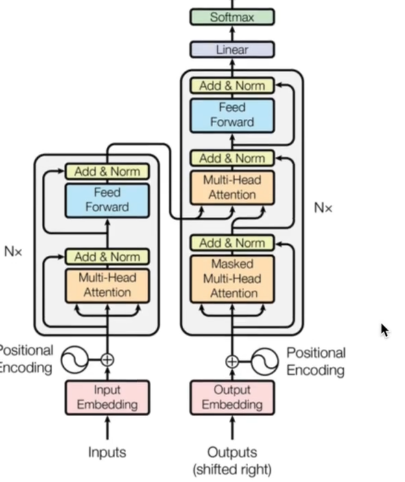 Softmax
Linear
Add & Norm
Feed
Forward
Add & Norm
Multi-Head
Attention
Add & Norm
Masked
Multi-Head
Attention
Nx
Add & Norm
Feed
Forward
Add & Norm
Multi-Head
Attention
Nx
Positional
Encoding
Positional
Encoding
Input
Embedding
Output
Embedding
Inputs
Outputs
(shifted right)